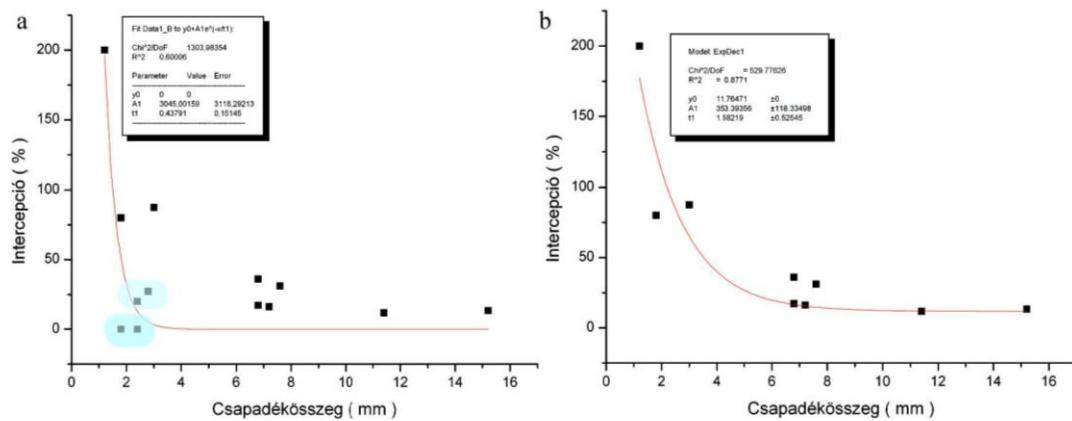 a
Fit Data1_B to y0+A1e^(-x/t1):
Chi^2/DoF 1303,98354
R^2 0.60006
Parameter Value Error
y0 0 0
A1 3045,00159 3118,29213
t1 0,43791 0,15145
200
150
100
50
0
Intercepció ( % )
0 2 4 6 8 10 12 14 16
Csapadékösszeg ( mm )
b
Model: ExpDec1
Chi^2/DoF = 529.77626
R^2 = 0.8771
y0 11.76471 ±0
A1 353.39356 ±118.33498
t1 1.58219 ±0.52545
200
150
100
50
0
Intercepció ( % )
0 2 4 6 8 10 12 14 16
Csapadékösszeg ( mm )